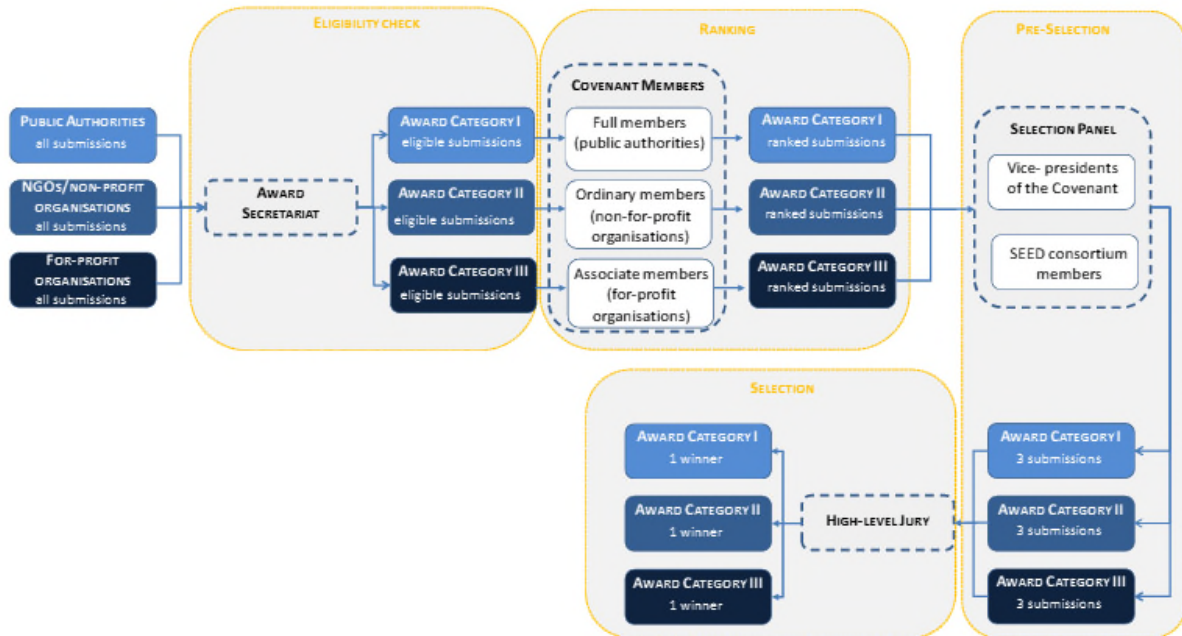 ELIGIBILITY CHECK
RANKING
PRE-SELECTION
PUBLIC AUTHORITIES
all submissions
NGOS/NON-PROFIT
ORGANISATIONS
all submissions
FOR-PROFIT
ORGANISATIONS
all submissions
AWARD
SECRETARIAT
AWARD CATEGORY I
eligible submissions
AWARD CATEGORY II
eligible submissions
AWARD CATEGORY III
eligible submissions
COVENANT MEMBERS
Full members
(public authorities)
Ordinary members
(non-for-profit
organisations)
Associate members
(for-profit
organisations)
AWARD CATEGORY I
ranked submissions
AWARD CATEGORY II
ranked submissions
AWARD CATEGORY III
ranked submissions
SELECTION PANEL
Vice- presidents
of the Covenant
SEED consortium
members
SELECTION
AWARD CATEGORY I
1 winner
AWARD CATEGORY II
1 winner
AWARD CATEGORY III
1 winner
HIGH-LEVEL JURY
AWARD CATEGORY I
3 submissions
AWARD CATEGORY II
3 submissions
AWARD CATEGORY III
3 submissions